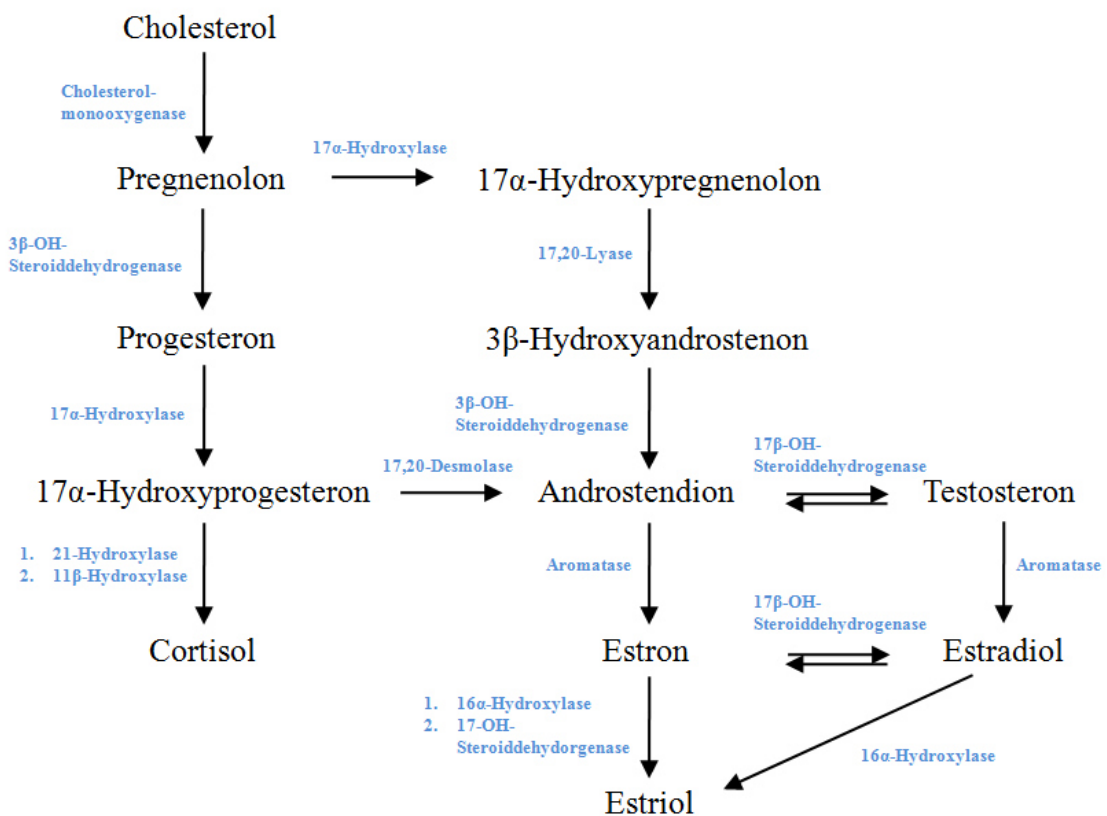 Cholesterol
Cholesterol-
monooxygenase
17α-Hydroxylase
Pregnenolon
17α-Hydroxypregnenolon
3β-OH-
Steroiddehydrogenase
17,20-Lyase
Progesteron
3β-Hydroxyandrostenon
17α-Hydroxylase
3β-OH-
Steroiddehydrogenase
17β-OH-
Steroiddehydrogenase
17,20-Desmolase
17α-Hydroxyprogesteron
Androstendion
Testosteron
1. 21-Hydroxylase
2. 11β-Hydroxylase
Aromatase
Aromatase
17β-OH-
Steroiddehydrogenase
Cortisol
Estron
Estradiol
1. 16α-Hydroxylase
2. 17-OH-
Steroiddehydorgenase
16α-Hydroxylase
Estriol